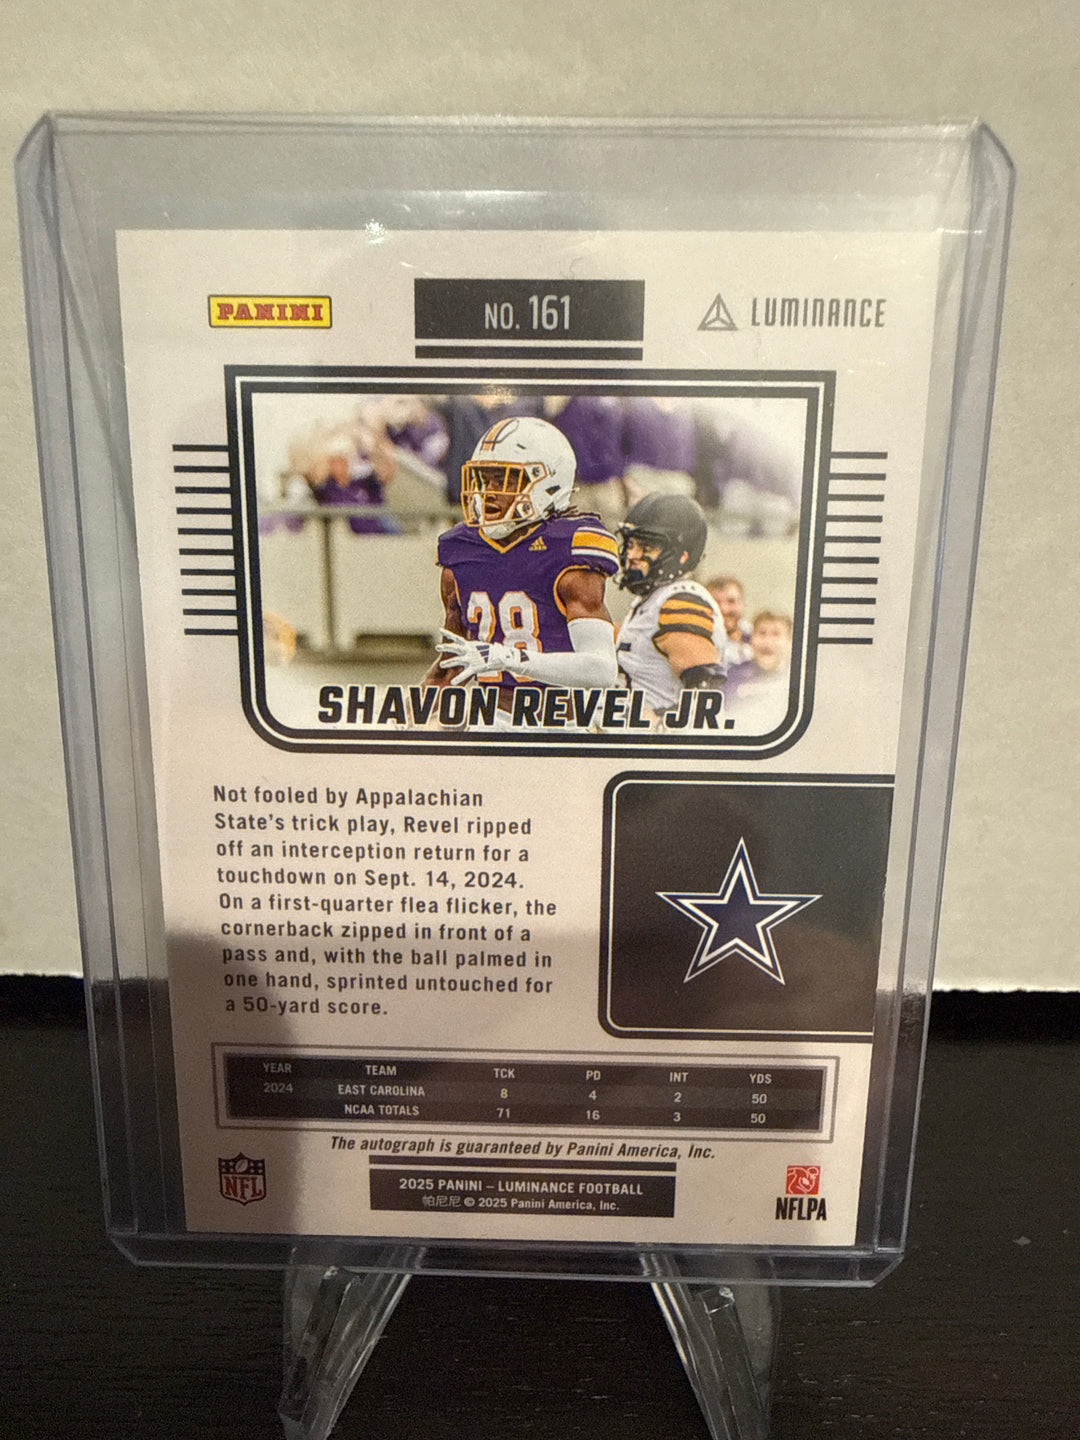 PANINI
NO. 161
LUMINANCE
28
SHAVON REVEL JR.
Not fooled by Appalachian
State's trick play, Revel ripped
off an interception return for a
touchdown on Sept. 14, 2024.
On a first-quarter flea flicker, the
cornerback zipped in front of a
pass and, with the ball palmed in
one hand, sprinted untouched for
a 50-yard score.
YEAR TEAM TCK PD INT YDS
2024 EAST CAROLINA 8 4 2 50
NCAA TOTALS 71 16 3 50
The autograph is guaranteed by Panini America, Inc.
NFL
2025 PANINI – LUMINANCE FOOTBALL
帕尼尼 © 2025 Panini America, Inc.
NFLPA